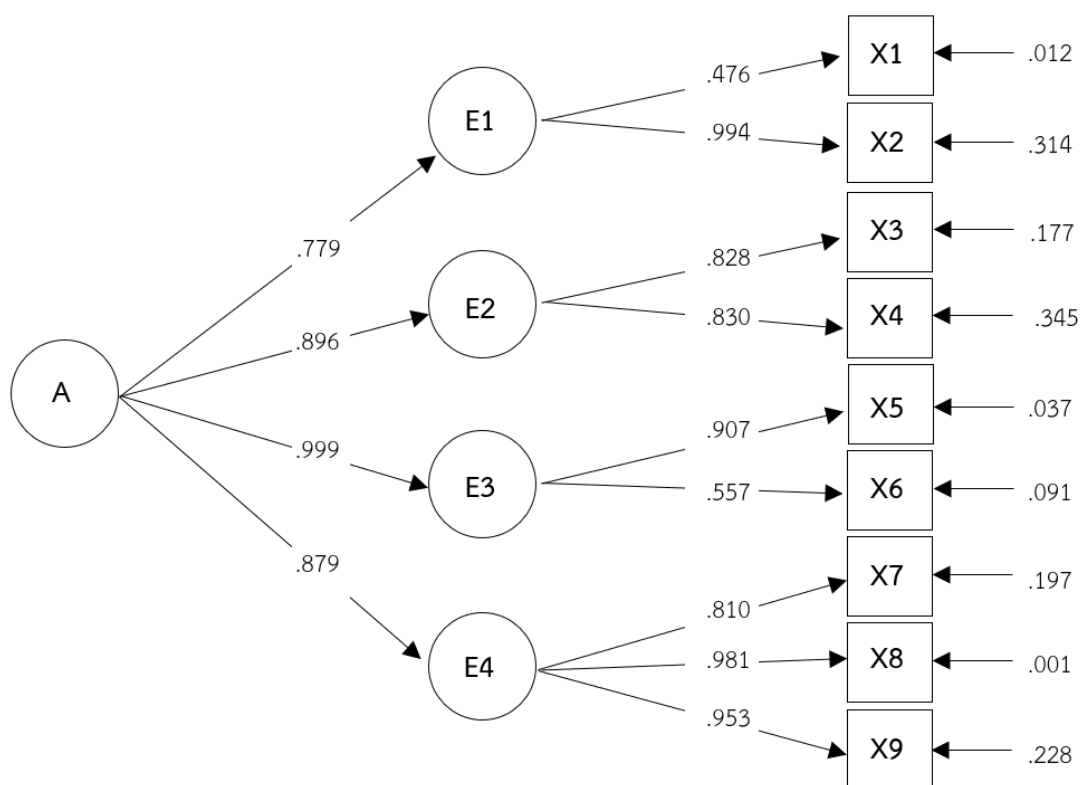 X1
.012
.476
E1
.994
X2
.314
.779
X3
.177
.828
E2
.896
.830
X4
.345
A
X5
.037
.907
.999
E3
.557
X6
.091
.879
X7
.197
.810
E4
.981
X8
.001
.953
X9
.228